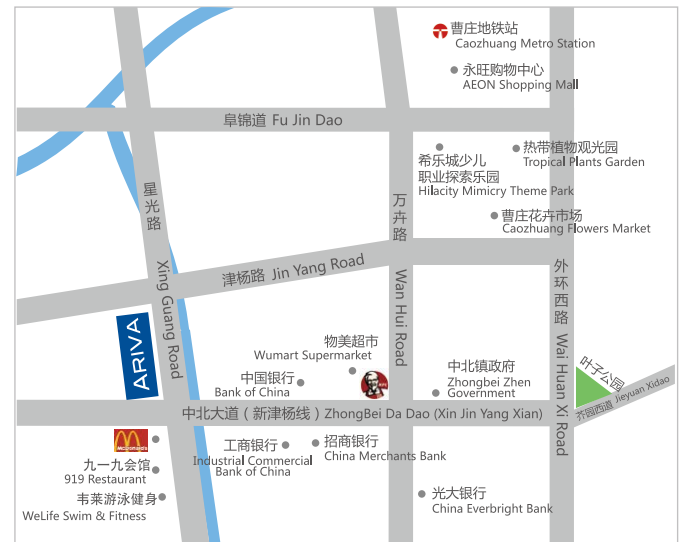 曹庄地铁站
Caozhuang Metro Station
永旺购物中心
AEON Shopping Mall
阜锦道 Fu Jin Dao
希乐城少儿
职业探索乐园
Hilacity Mimicry Theme Park
热带植物观光园
Tropical Plants Garden
曹庄花卉市场
Caozhuang Flowers Market
星光路 Xing Guang Road
万卉路 Wan Hui Road
外环西路 Wai Huan Xi Road
津杨路 Jin Yang Road
ARIVA
物美超市
Wumart Supermarket
中国银行
Bank of China
KFC
中北镇政府
Zhongbei Zhen
Government
叶子公园
芥园西道 Jieyuan Xidao
中北大道（新津杨线）ZhongBei Da Dao (Xin Jin Yang Xian)
McDonald's
九一九会馆
919 Restaurant
韦莱游泳健身
WeLife Swim & Fitness
工商银行
Industrial Commercial
Bank of China
招商银行
China Merchants Bank
光大银行
China Everbright Bank